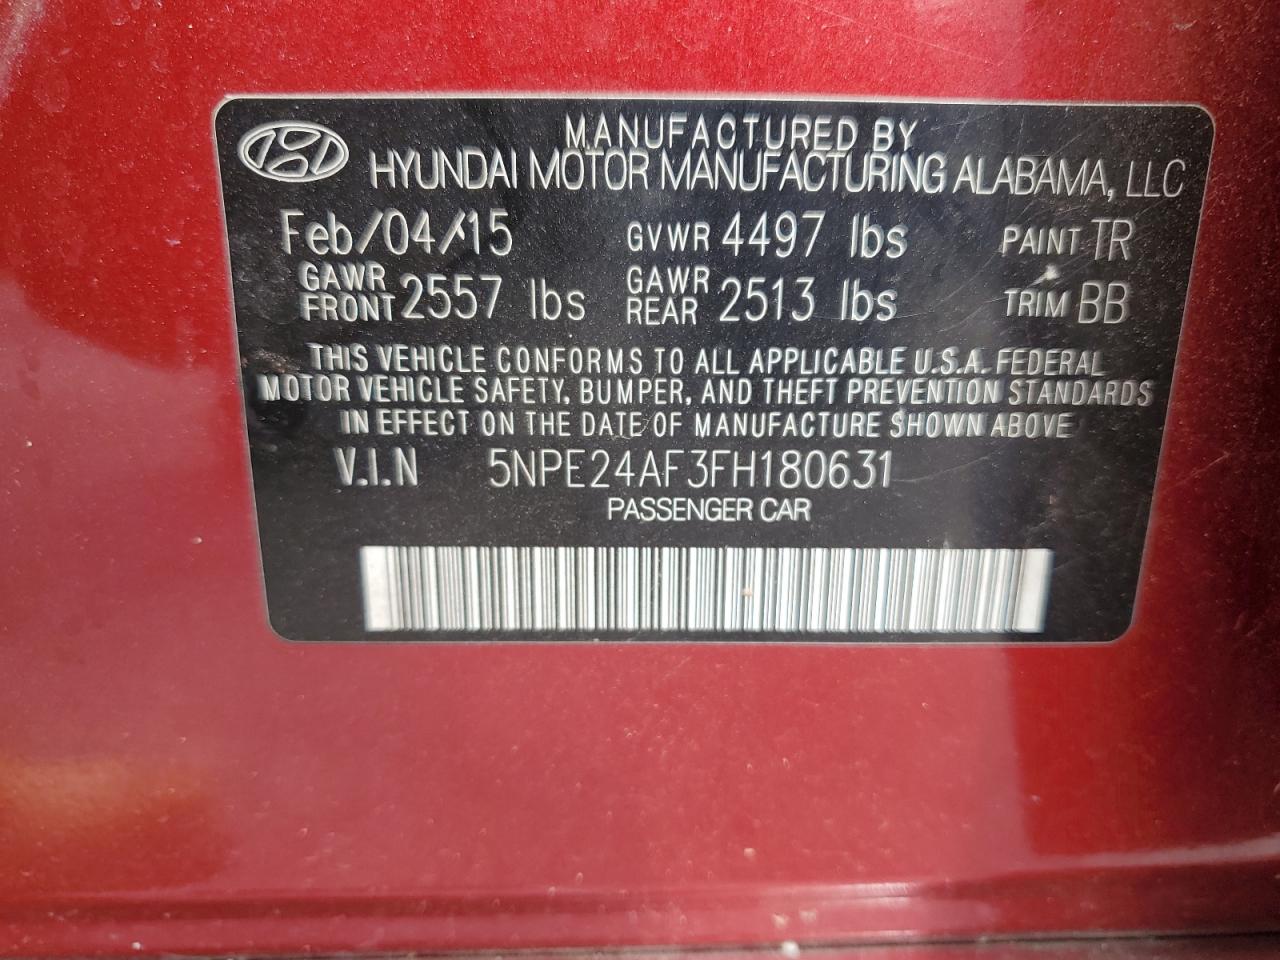 MANUFACTURED BY
HYUNDAI MOTOR MANUFACTURING ALABAMA, LLC
Feb/04/15 GVWR 4497 lbs PAINT TR
GAWR FRONT 2557 lbs GAWR REAR 2513 lbs TRIM BB
THIS VEHICLE CONFORMS TO ALL APPLICABLE U.S.A. FEDERAL
MOTOR VEHICLE SAFETY, BUMPER, AND THEFT PREVENTION STANDARDS
IN EFFECT ON THE DATE OF MANUFACTURE SHOWN ABOVE
V.I.N 5NPE24AF3FH180631
PASSENGER CAR